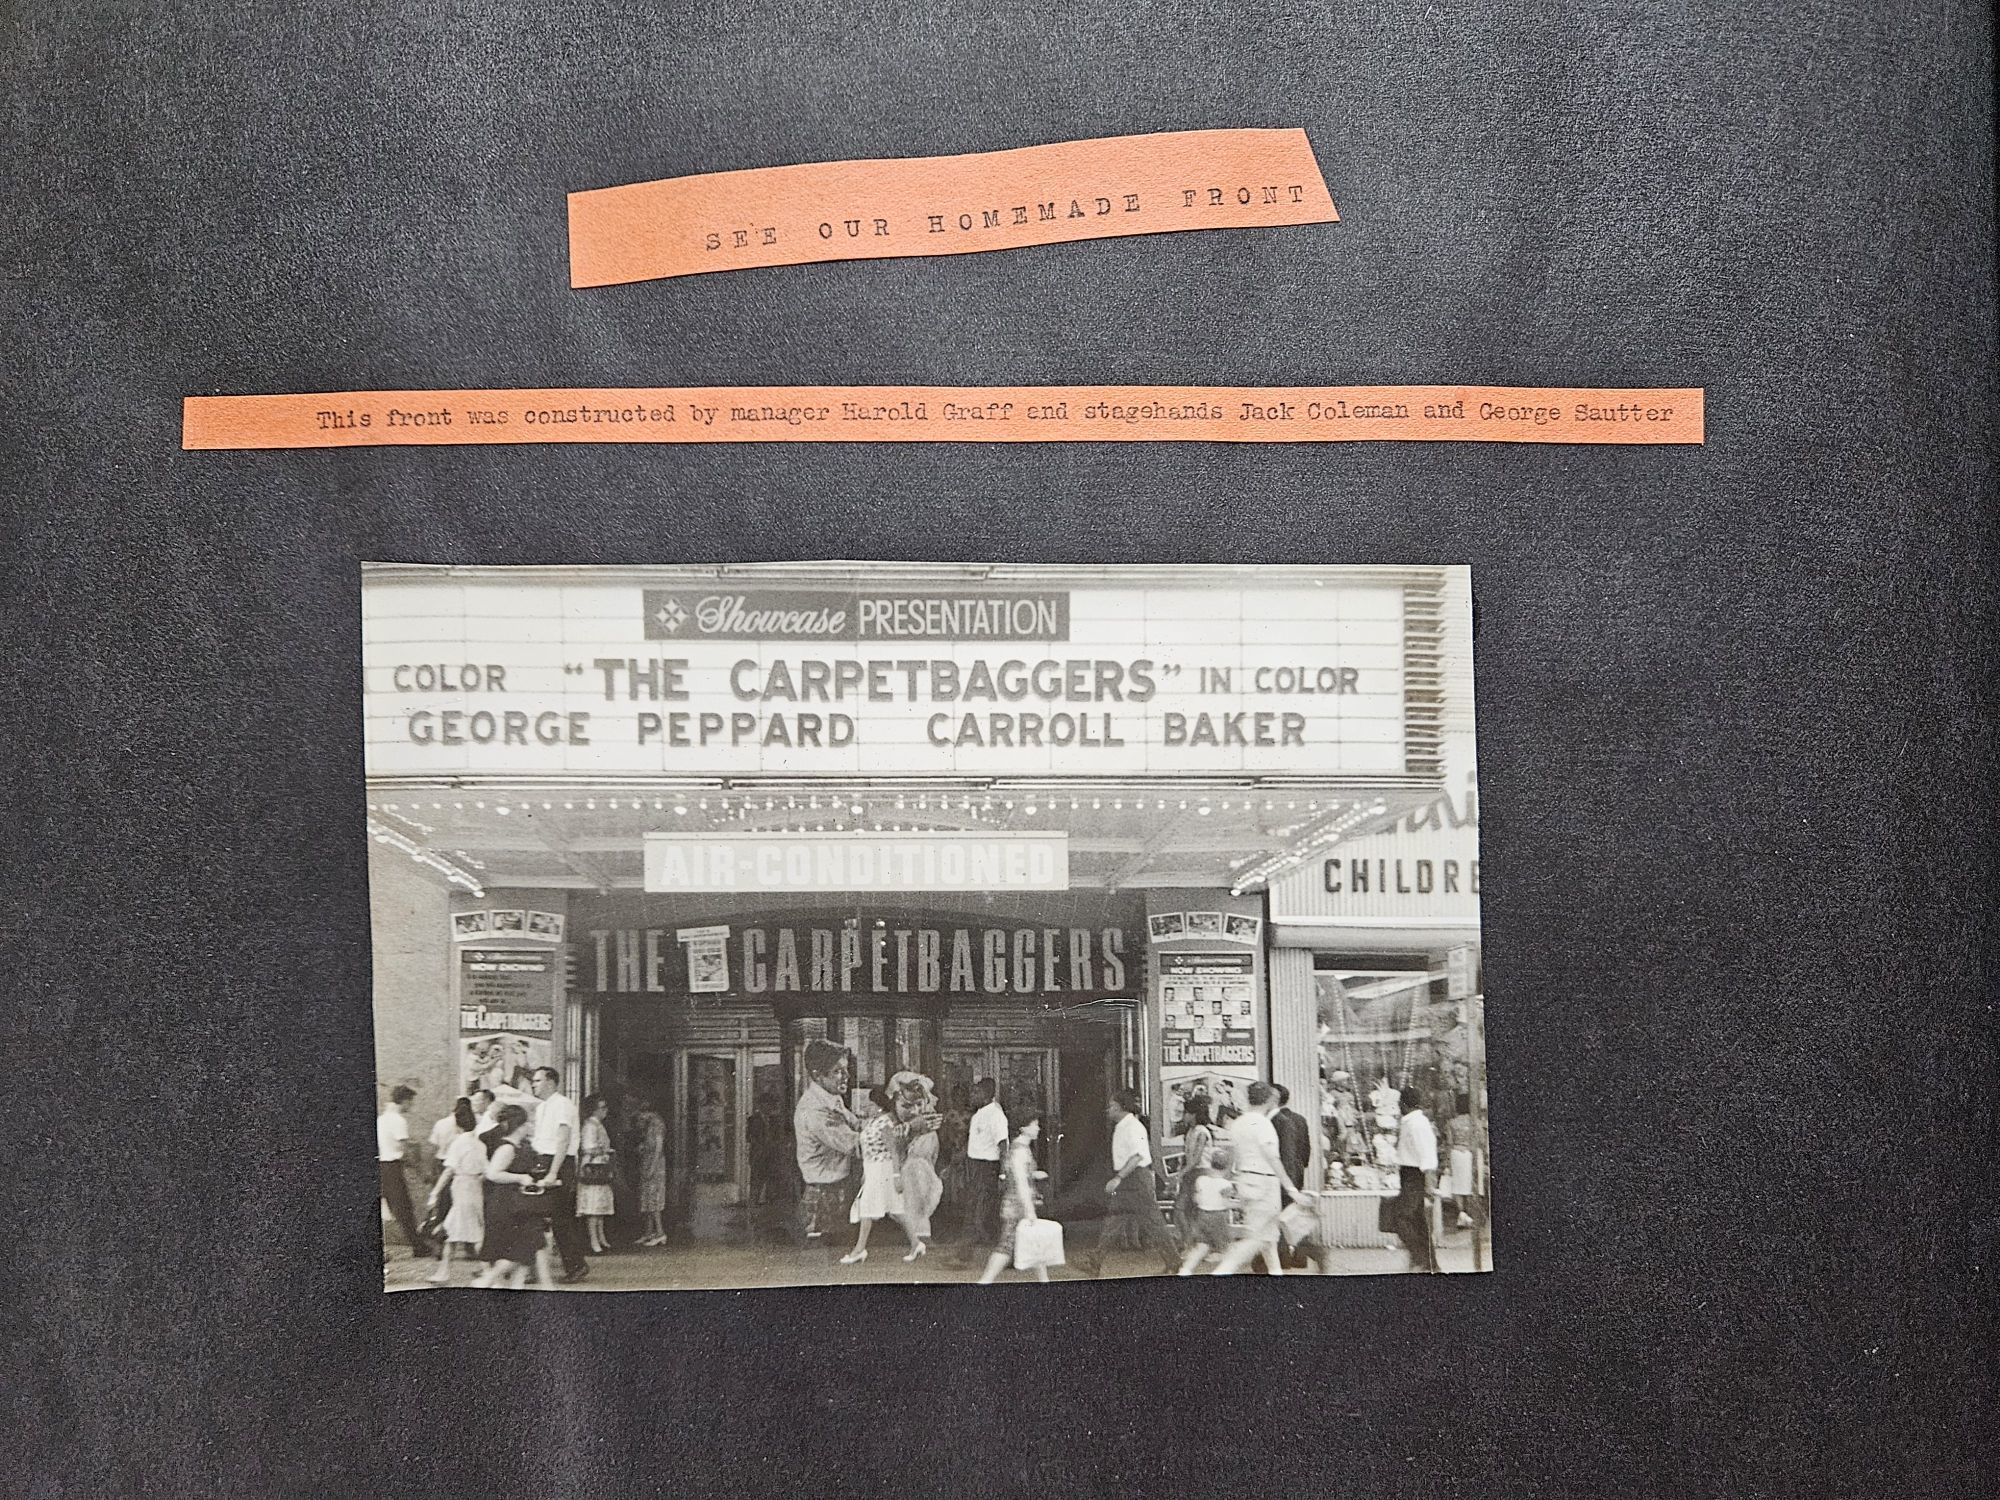 SEE OUR HOMEMADE FRONT
This front was constructed by manager Harold Graff and stagehands Jack Coleman and George Sautter
Showcase PRESENTATION
COLOR "THE CARPETBAGGERS" IN COLOR
GEORGE PEPPARD CARROLL BAKER
AIR-CONDITIONED
CHILDRE
THE CARPETBAGGERS
NOW SHOWING
THE CARPETBAGGERS
NOW SHOWING
THE CARPETBAGGERS